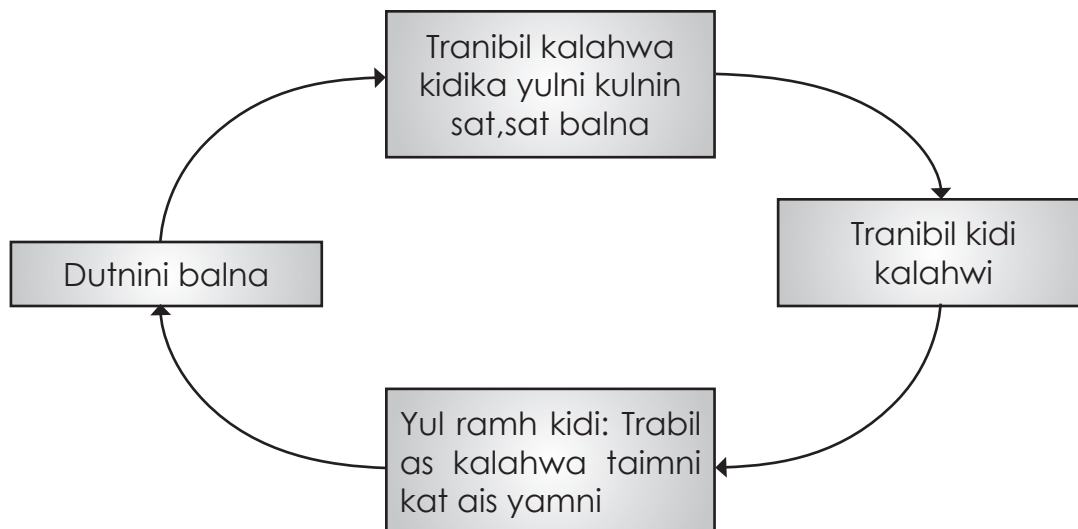 Tranibil kalahwa
kidika yulni kulnin
sat,sat balna
Tranibil kidi
kalahwi
Yul ramh kidi: Trabil
as kalahwa taimni
kat ais yamni
Dutnini balna